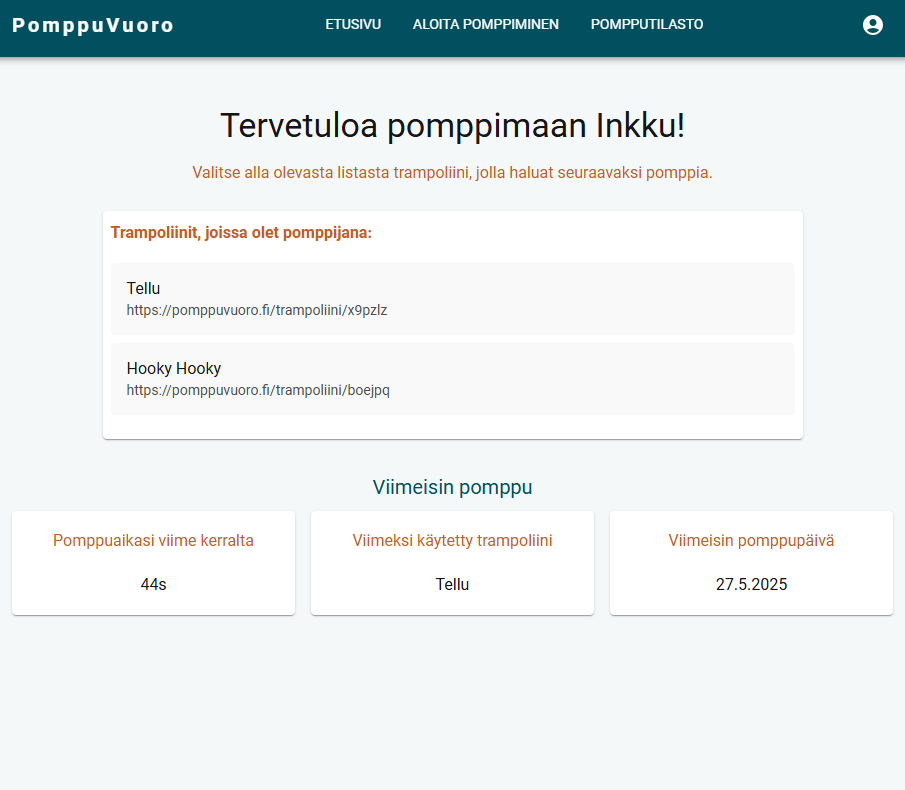 PomppuVuoro
ETUSIVU
ALOITA POMPPIMINEN
POMPPUTILASTO
Tervetuloa pomppimaan Inkku!
Valitse alla olevasta listasta trampoliini, jolla haluat seuraavaksi pomppia.
Trampoliinit, joissa olet pomppijana:
Tellu
https://pomppuvuoro.fi/trampoliini/x9pzlz
Hooky Hooky
https://pomppuvuoro.fi/trampoliini/boejpq
Viimeisin pomppu
Pomppuaikasi viime kerralta
44s
Viimeksi käytetty trampoliini
Tellu
Viimeisin pomppupäivä
27.5.2025